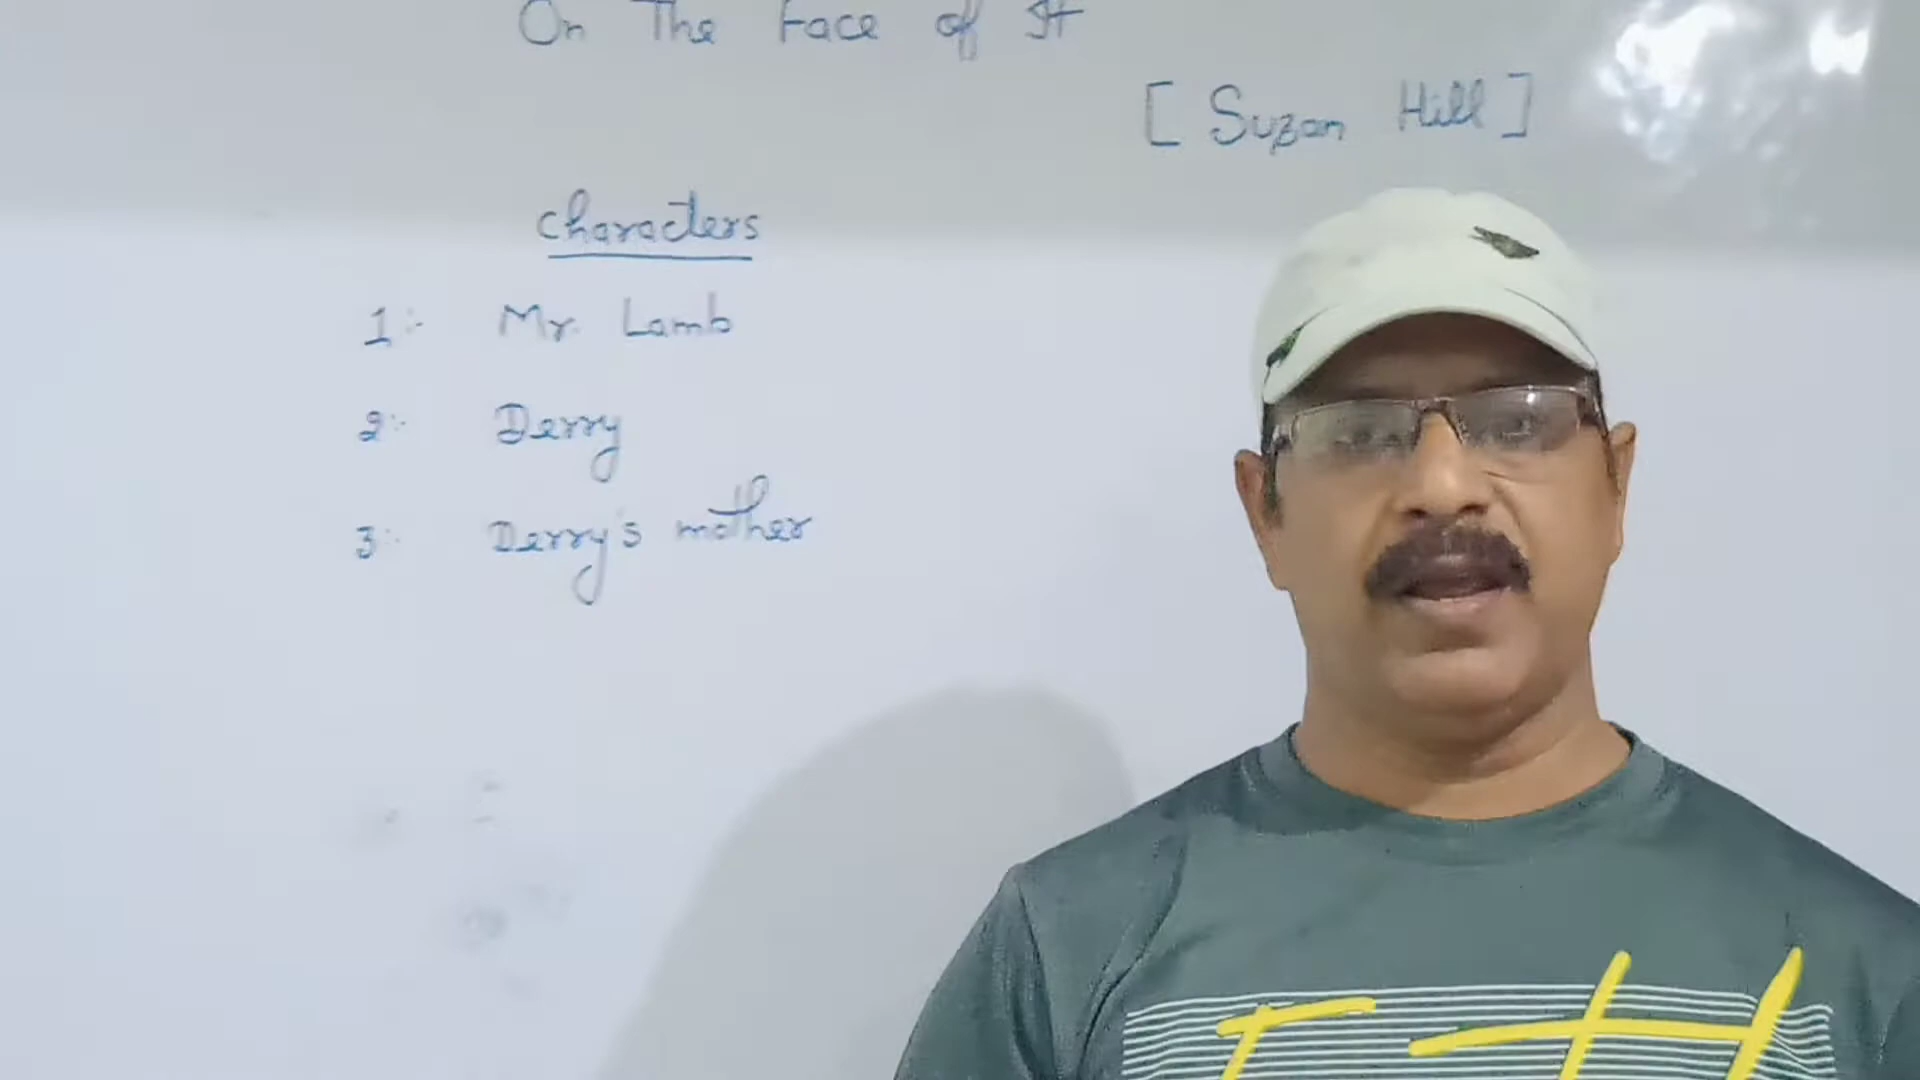 On The Face of It
[ Suzan Hill ]
Characters
1:- Mr. Lamb
2:- Derry
3:- Derry's mother